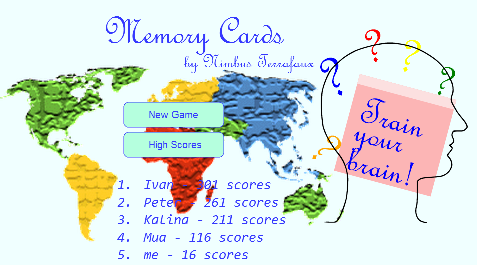 Memory Cards
by Nimbus Terrafaux
? ? ? ? ?
Train
your
brain!
New Game
High Scores
1. Ivan - 301 scores
2. Peter - 261 scores
3. KaLina - 211 scores
4. Mua - 116 scores
5. me - 16 scores